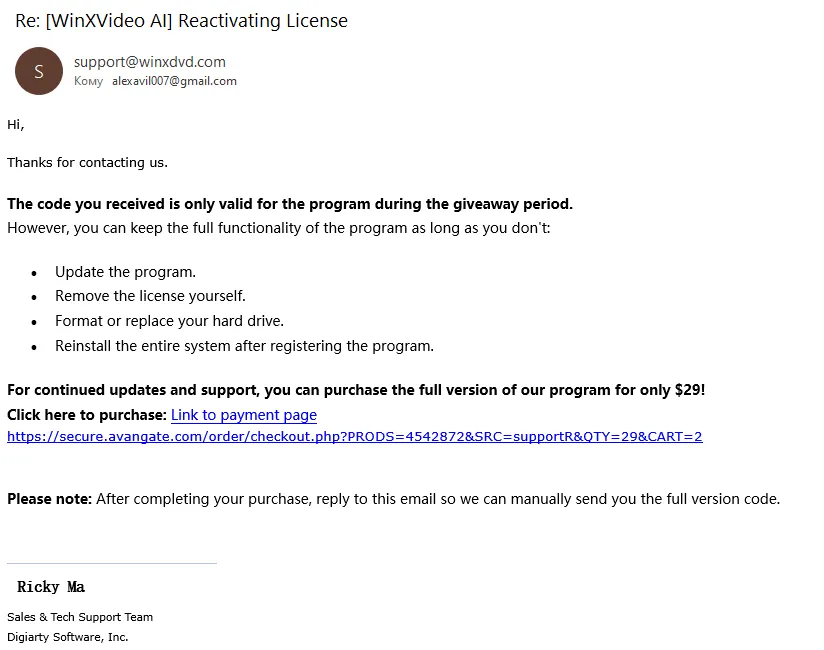 Re: [WinXVideo AI] Reactivating License
S
support@winxdvd.com
Кому alexavil007@gmail.com
Hi,
Thanks for contacting us.
The code you received is only valid for the program during the giveaway period.
However, you can keep the full functionality of the program as long as you don't:
• Update the program.
• Remove the license yourself.
• Format or replace your hard drive.
• Reinstall the entire system after registering the program.
For continued updates and support, you can purchase the full version of our program for only $29!
Click here to purchase: Link to payment page
https://secure.avangate.com/order/checkout.php?PRODS=4542872&SRC=supportR&QTY=29&CART=2
Please note: After completing your purchase, reply to this email so we can manually send you the full version code.
Ricky Ma
Sales & Tech Support Team
Digiarty Software, Inc.